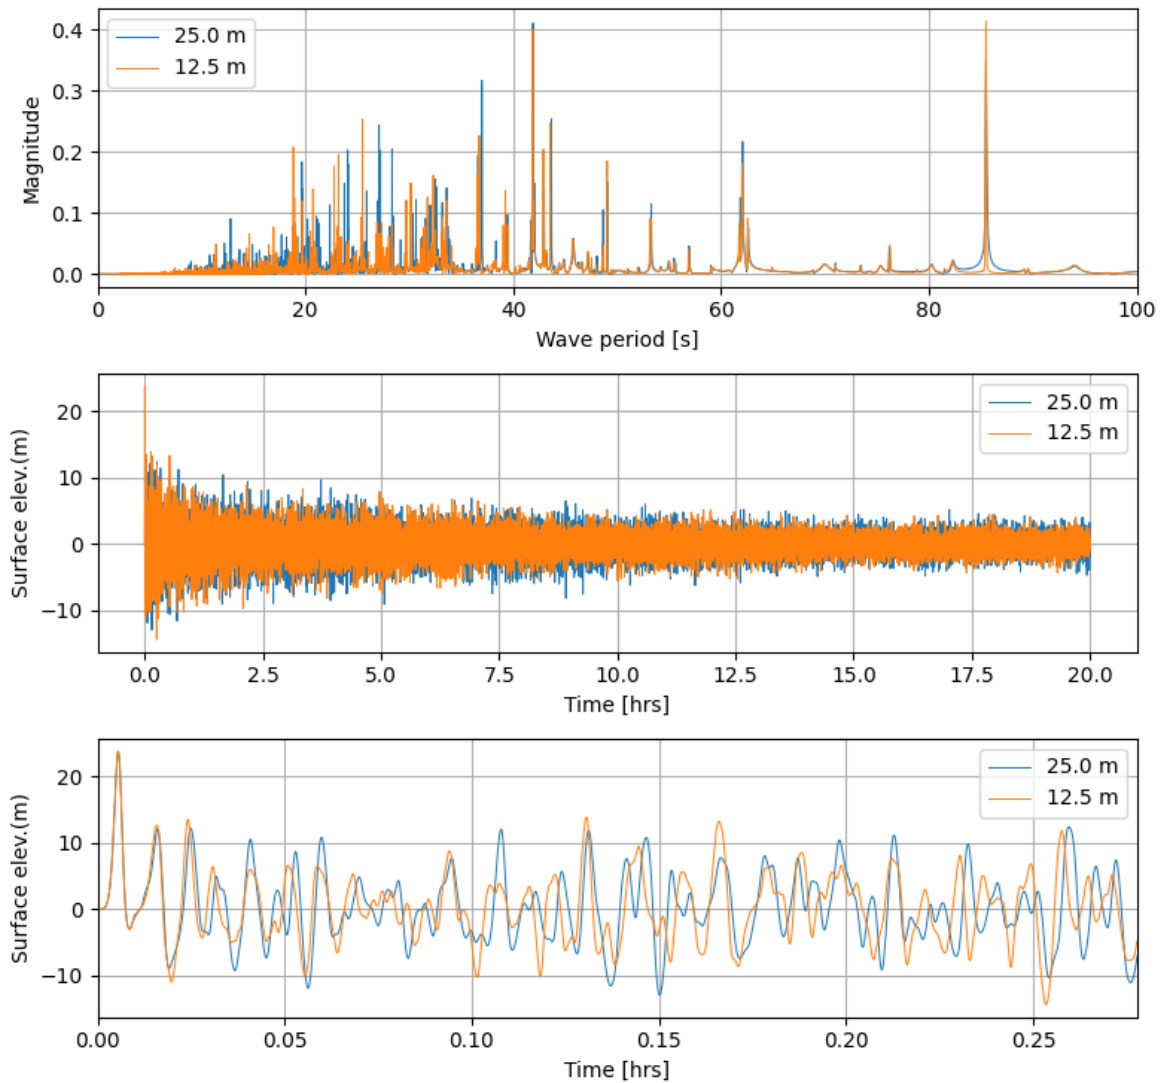 0.4
0.3
0.2
0.1
0.0
Magnitude
25.0 m
12.5 m
0 20 40 60 80 100
Wave period [s]
20
10
0
−10
Surface elev.(m)
25.0 m
12.5 m
0.0 2.5 5.0 7.5 10.0 12.5 15.0 17.5 20.0
Time [hrs]
20
10
0
−10
Surface elev.(m)
25.0 m
12.5 m
0.00 0.05 0.10 0.15 0.20 0.25
Time [hrs]